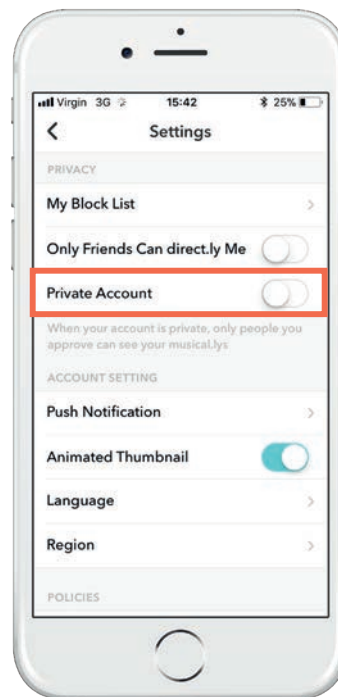 Virgin 3G 15:42 25%
Settings
PRIVACY
My Block List
Only Friends Can direct.ly Me
Private Account
When your account is private, only people you
approve can see your musical.lys
ACCOUNT SETTING
Push Notification
Animated Thumbnail
Language
Region
POLICIES